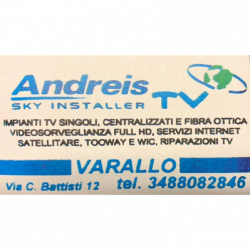 Andreis TV
SKY INSTALLER
IMPIANTI TV SINGOLI, CENTRALIZZATI E FIBRA OTTICA
VIDEOSORVEGLIANZA FULL HD, SERVIZI INTERNET
SATELLITARE, TOOWAY E WIC, RIPARAZIONI TV
VARALLO
Via C. Battisti 12 tel. 3488082846